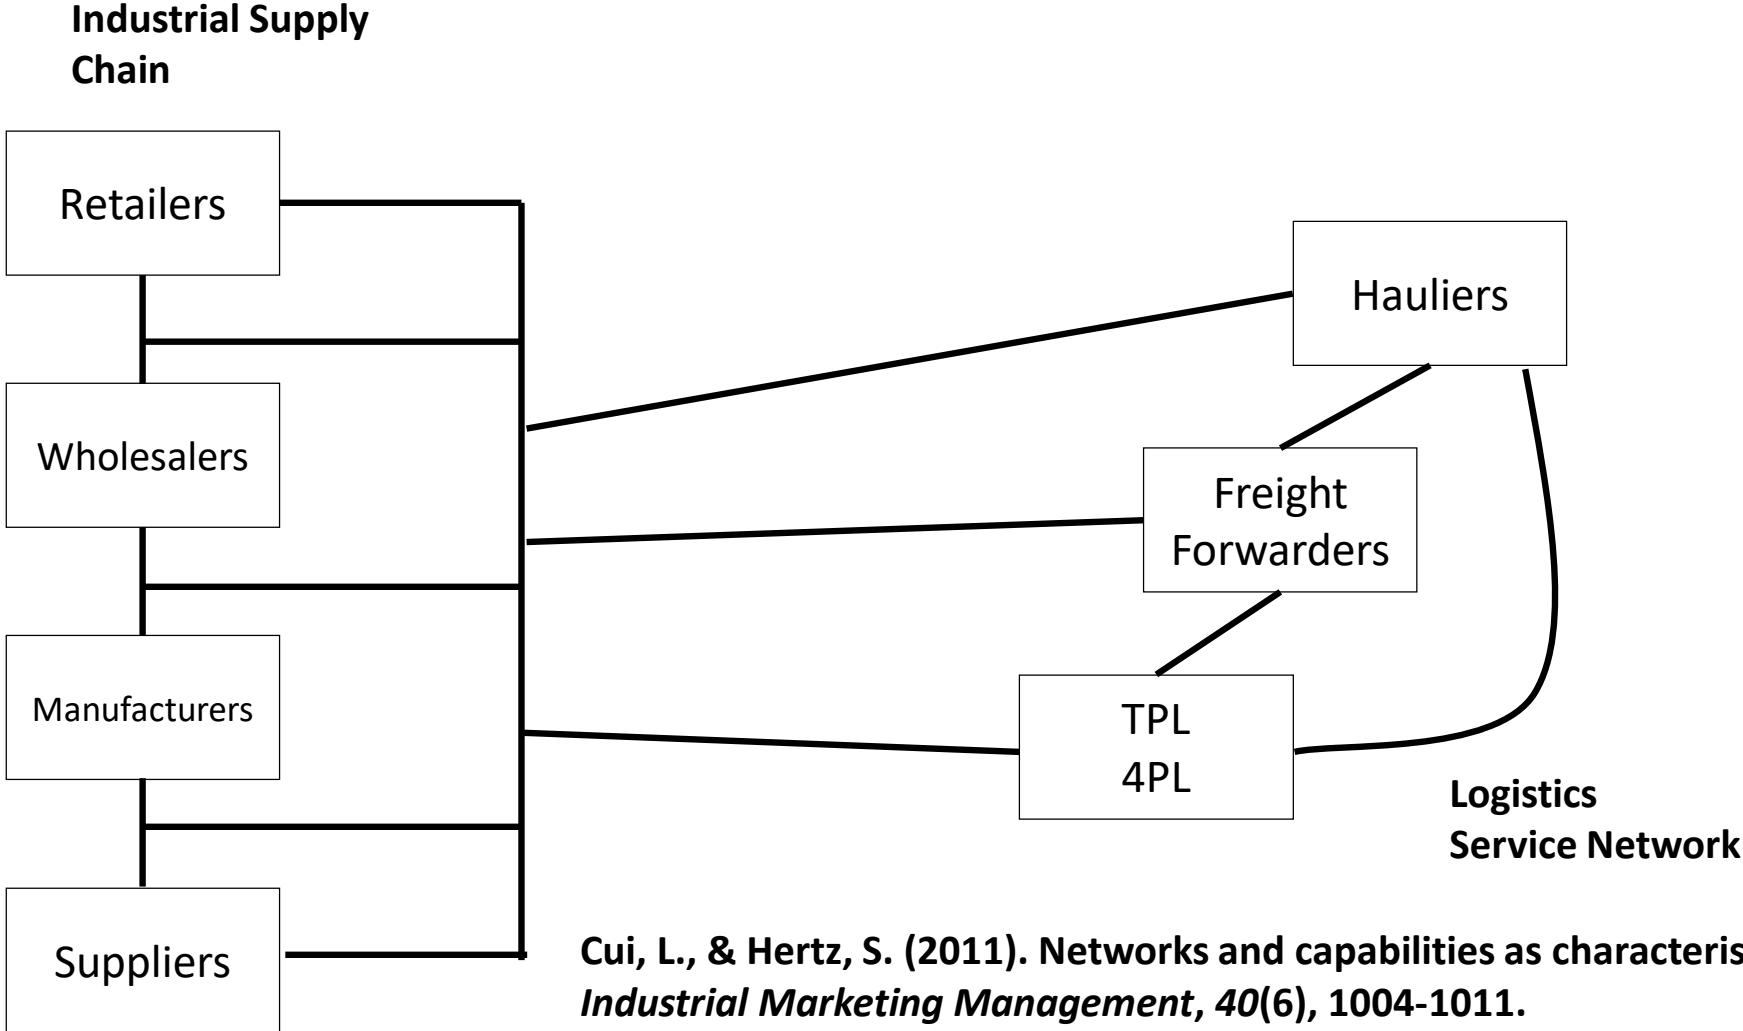 Industrial Supply
Chain
Retailers
Hauliers
Wholesalers
Freight
Forwarders
Manufacturers
TPL
4PL
Logistics
Service Network
Suppliers
Cui, L., & Hertz, S. (2011). Networks and capabilities as characteris
Industrial Marketing Management, 40(6), 1004-1011.